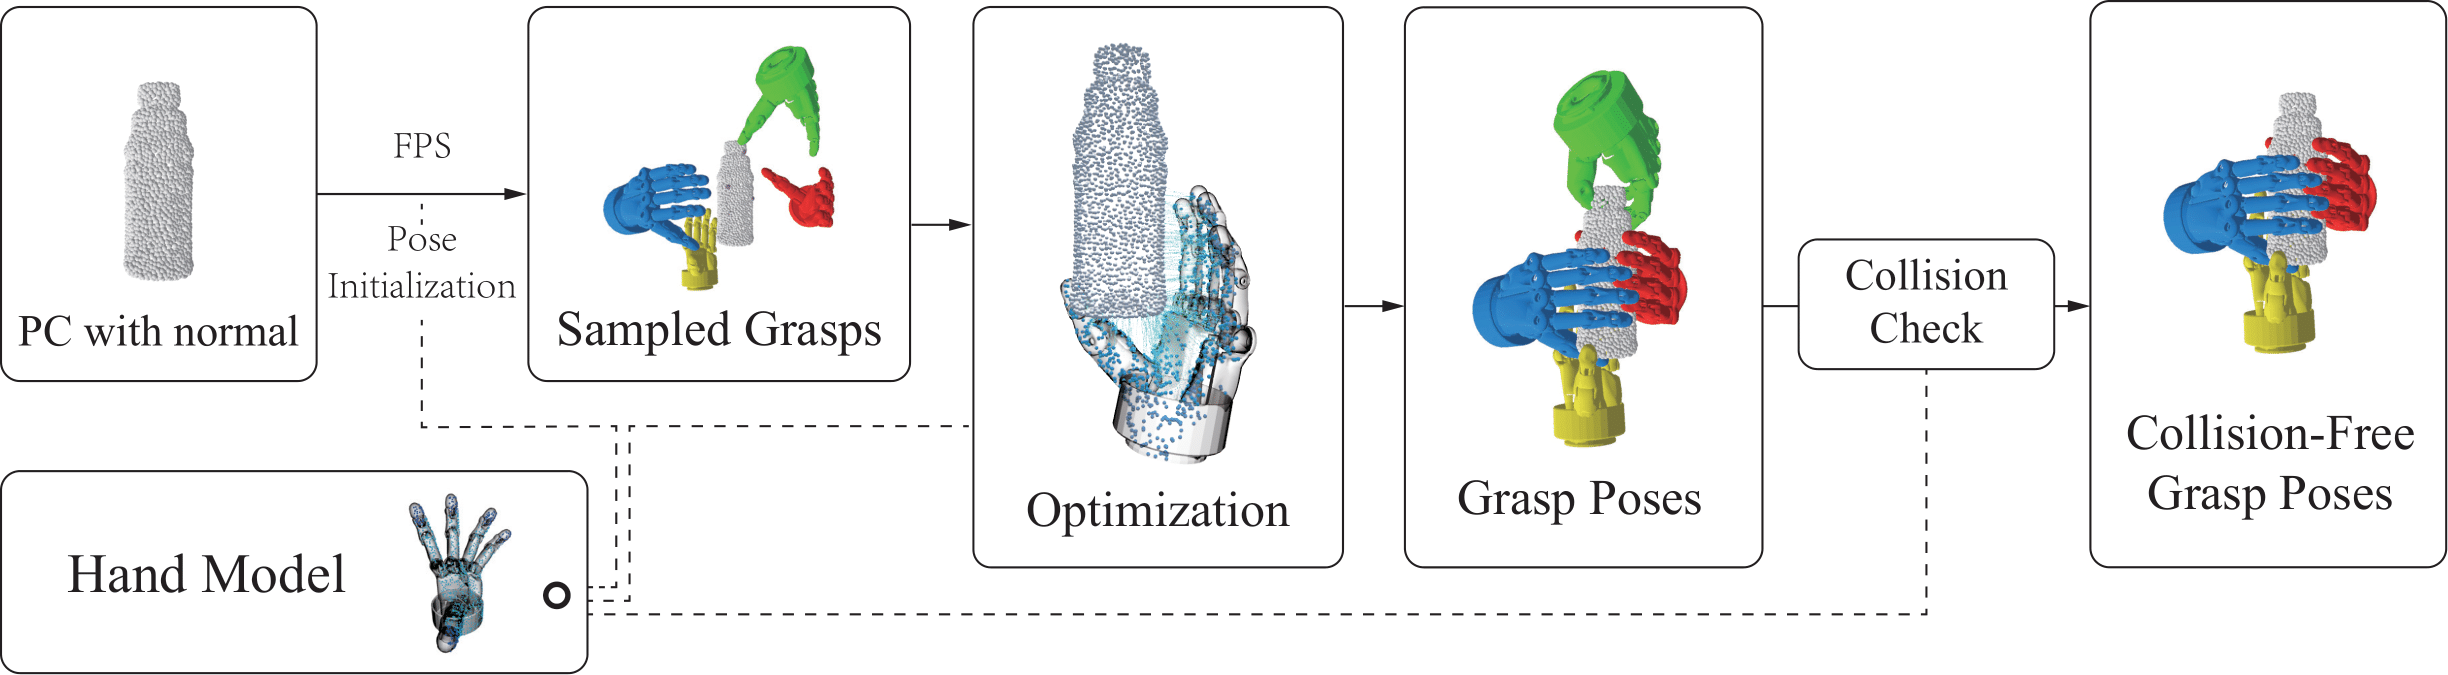 PC with normal
FPS
Pose
Initialization
Sampled Grasps
Optimization
Grasp Poses
Collision
Check
Collision-Free
Grasp Poses
Hand Model